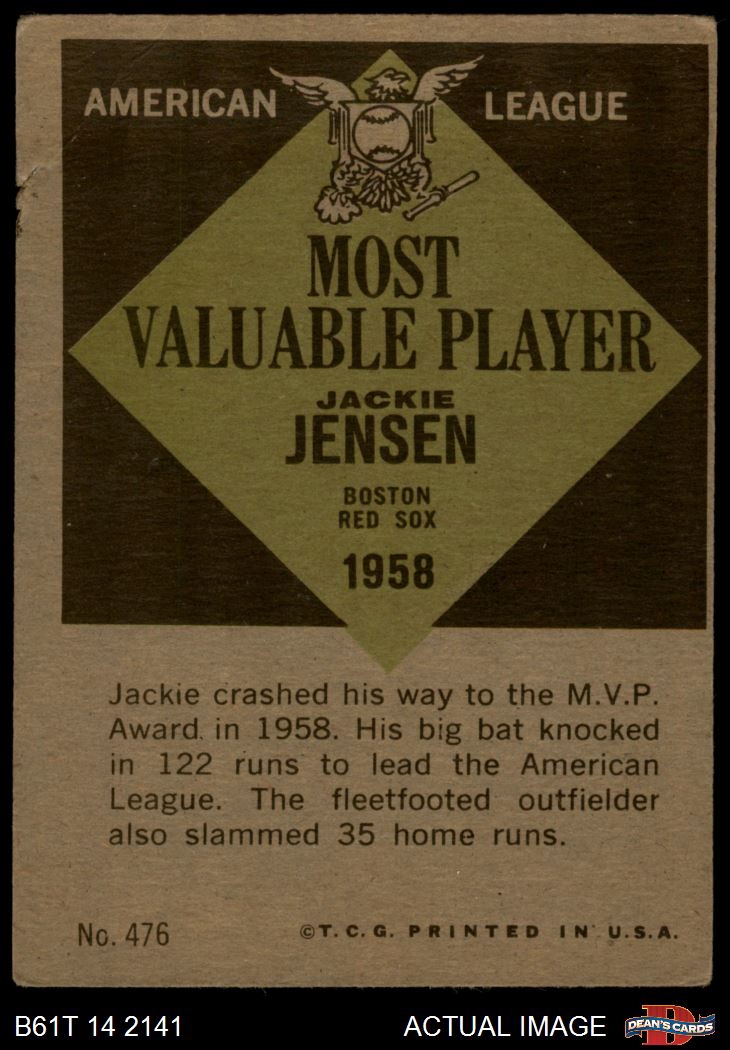 AMERICAN LEAGUE
MOST
VALUABLE PLAYER
JACKIE
JENSEN
BOSTON
RED SOX
1958
Jackie crashed his way to the M.V.P.
Award in 1958. His big bat knocked
in 122 runs to lead the American
League. The fleetfooted outfielder
also slammed 35 home runs.
No. 476 ©T.C.G. PRINTED IN U.S.A.
B61T 14 2141 ACTUAL IMAGE DEAN'S CARDS